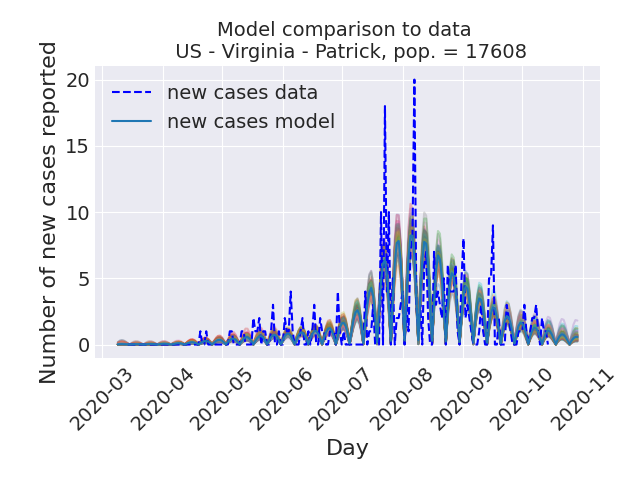 Model comparison to data
US - Virginia - Patrick, pop. = 17608
Number of new cases reported
20
15
10
5
0
new cases data
new cases model
2020-03
2020-04
2020-05
2020-06
2020-07
2020-08
2020-09
2020-10
2020-11
Day